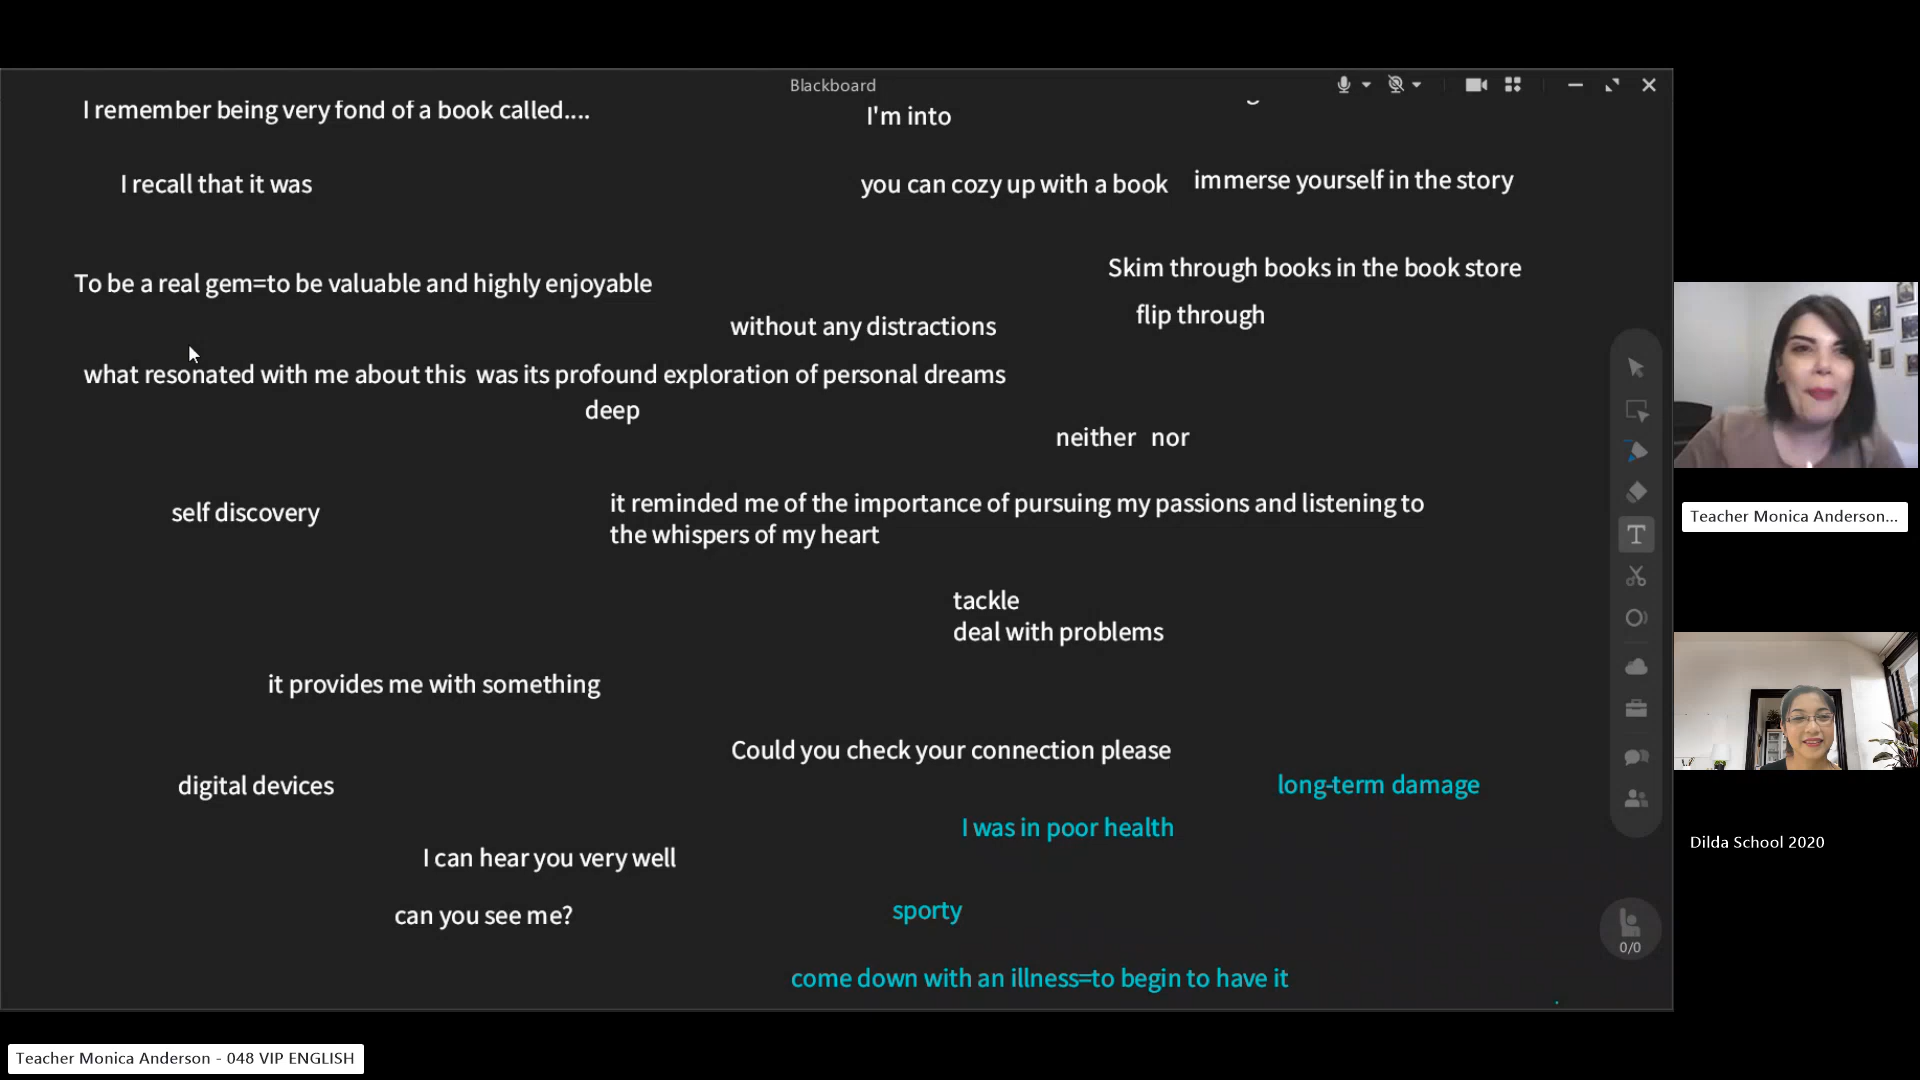 Blackboard
I remember being very fond of a book called....
I'm into
I recall that it was
you can cozy up with a book
immerse yourself in the story
To be a real gem=to be valuable and highly enjoyable
Skim through books in the book store
flip through
without any distractions
what resonated with me about this was its profound exploration of personal dreams
deep
neither nor
self discovery
it reminded me of the importance of pursuing my passions and listening to
the whispers of my heart
tackle
deal with problems
it provides me with something
Could you check your connection please
digital devices
long-term damage
I was in poor health
I can hear you very well
sporty
can you see me?
come down with an illness=to begin to have it
T
0/0
Teacher Monica Anderson...
Dilda School 2020
Teacher Monica Anderson - 048 VIP ENGLISH